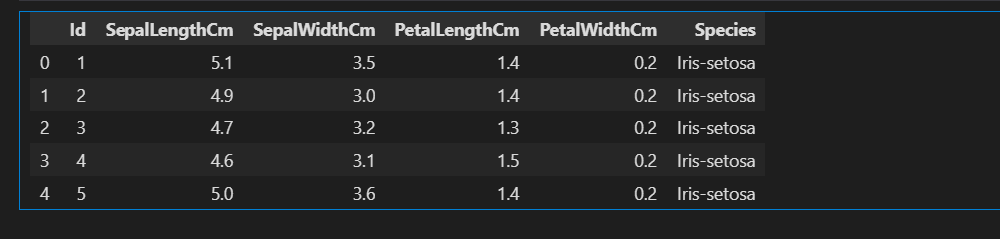 Id SepalLengthCm SepalWidthCm PetalLengthCm PetalWidthCm Species
0 1 5.1 3.5 1.4 0.2 Iris-setosa
1 2 4.9 3.0 1.4 0.2 Iris-setosa
2 3 4.7 3.2 1.3 0.2 Iris-setosa
3 4 4.6 3.1 1.5 0.2 Iris-setosa
4 5 5.0 3.6 1.4 0.2 Iris-setosa